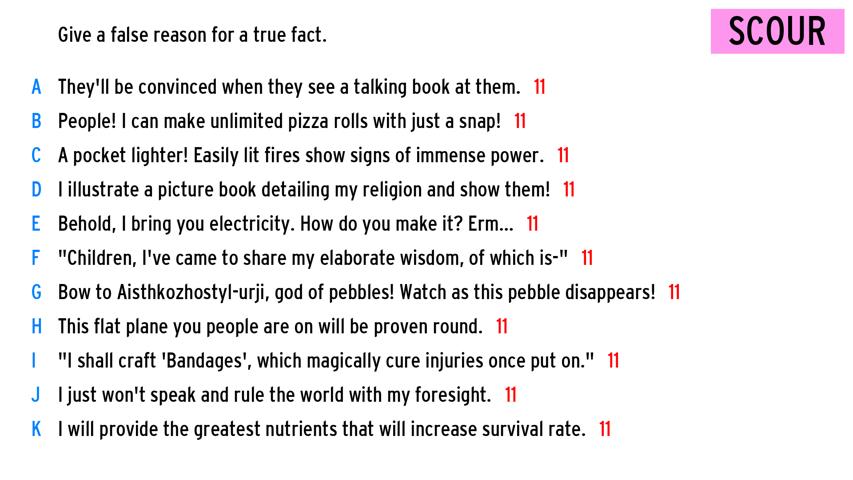 Give a false reason for a true fact.
SCOUR
A They'll be convinced when they see a talking book at them. 11
B People! I can make unlimited pizza rolls with just a snap! 11
C A pocket lighter! Easily lit fires show signs of immense power. 11
D I illustrate a picture book detailing my religion and show them! 11
E Behold, I bring you electricity. How do you make it? Erm... 11
F "Children, I've came to share my elaborate wisdom, of which is-" 11
G Bow to Aisthkozhostyl-urji, god of pebbles! Watch as this pebble disappears! 11
H This flat plane you people are on will be proven round. 11
I "I shall craft 'Bandages', which magically cure injuries once put on." 11
J I just won't speak and rule the world with my foresight. 11
K I will provide the greatest nutrients that will increase survival rate. 11